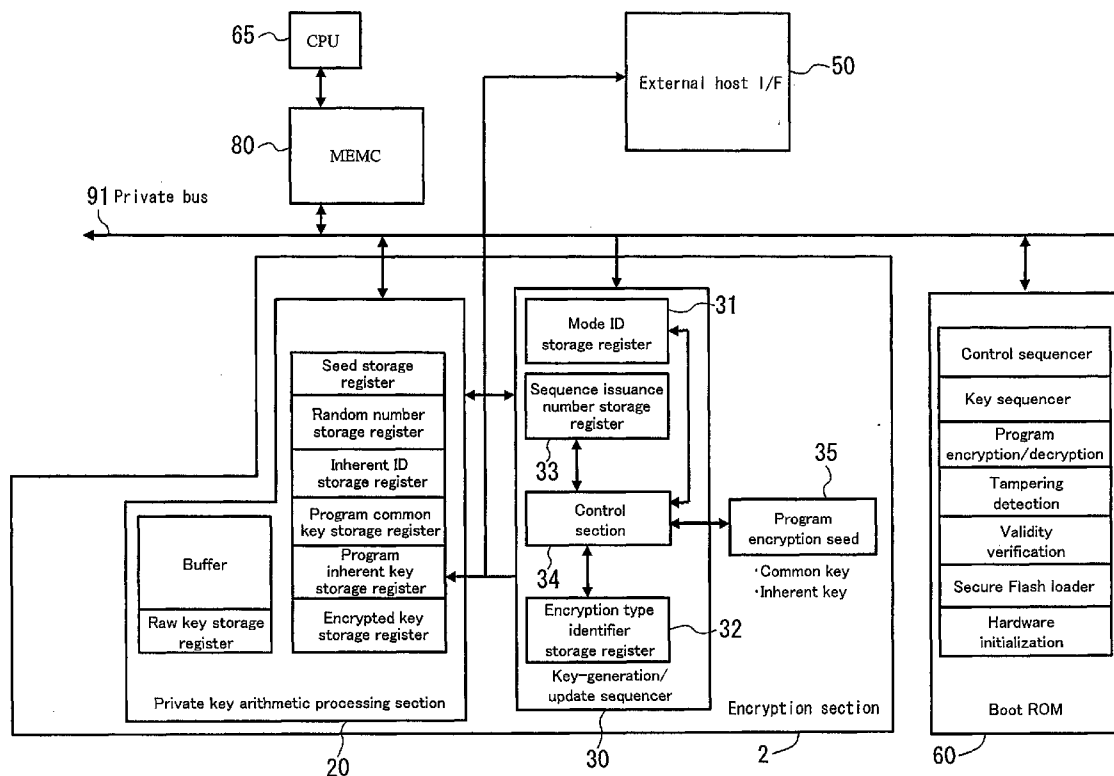 65
CPU
50
External host I/F
80
MEMC
91 Private bus
31
Mode ID
storage register
Sequence issuance
number storage
register
33
Control
section
34
Encryption type
identifier
storage register
32
Key-generation/
update sequencer
30
35
Program
encryption seed
・Common key
・Inherent key
Seed storage
register
Random number
storage register
Inherent ID
storage register
Program common
key storage register
Program
inherent key
storage register
Encrypted key
storage register
Buffer
Raw key storage
register
Private key arithmetic processing section
20
Encryption section
2
Control sequencer
Key sequencer
Program
encryption/decryption
Tampering
detection
Validity
verification
Secure Flash loader
Hardware
initialization
Boot ROM
60